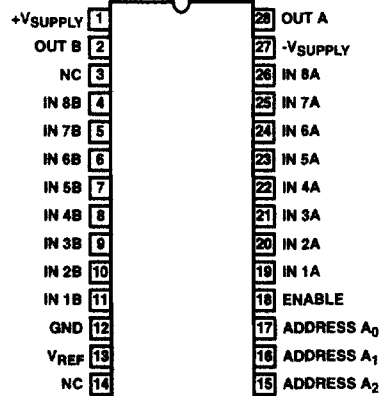 +VSUPPLY 1 28 OUT A
OUT B 2 27 -VSUPPLY
NC 3 26 IN 8A
IN 8B 4 25 IN 7A
IN 7B 5 24 IN 6A
IN 6B 6 23 IN 5A
IN 5B 7 22 IN 4A
IN 4B 8 21 IN 3A
IN 3B 9 20 IN 2A
IN 2B 10 19 IN 1A
IN 1B 11 18 ENABLE
GND 12 17 ADDRESS A0
VREF 13 16 ADDRESS A1
NC 14 15 ADDRESS A2